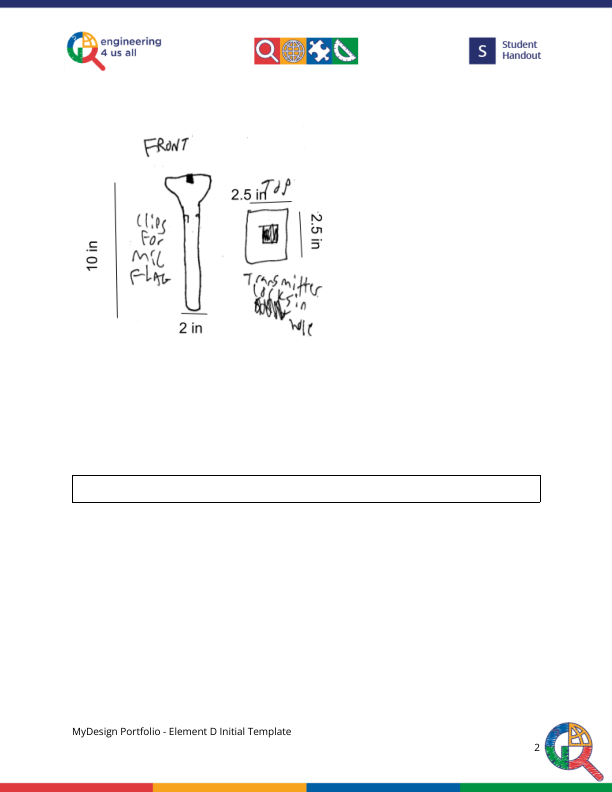 engineering
4 us all
S
Student
Handout
FRONT
10 in
Clips
For
Mic
FLAG
2 in
TOP
2.5 in
2.5 in
Transmitter
Locks in
Hole
MyDesign Portfolio - Element D Initial Template
2